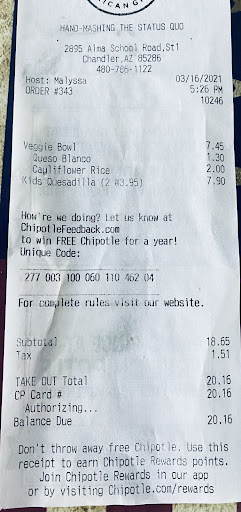 MEXICAN G
HAND-MASHING THE STATUS QUO
2895 Alma School Road,St1
Chandler,AZ 85286
480-786-1122
Host: Malyssa 03/16/2021
ORDER #343 5:26 PM
10246
Veggie Bowl 7.45
Queso Blanco 1.30
Cauliflower Rice 2.00
Kids Quesadilla (2 @3.95) 7.90
How're we doing? Let us know at
ChipotleFeedback.com
to win FREE Chipotle for a year!
Unique Code:
277 003 100 060 110 462 04
For complete rules visit our website.
Subtotal 18.65
Tax 1.51
TAKE OUT Total 20.16
CP Card # 20.16
Authorizing...
Balance Due 20.16
Don't throw away free Chipotle. Use this
receipt to earn Chipotle Rewards points.
Join Chipotle Rewards in our app
or by visiting Chipotle.com/rewards